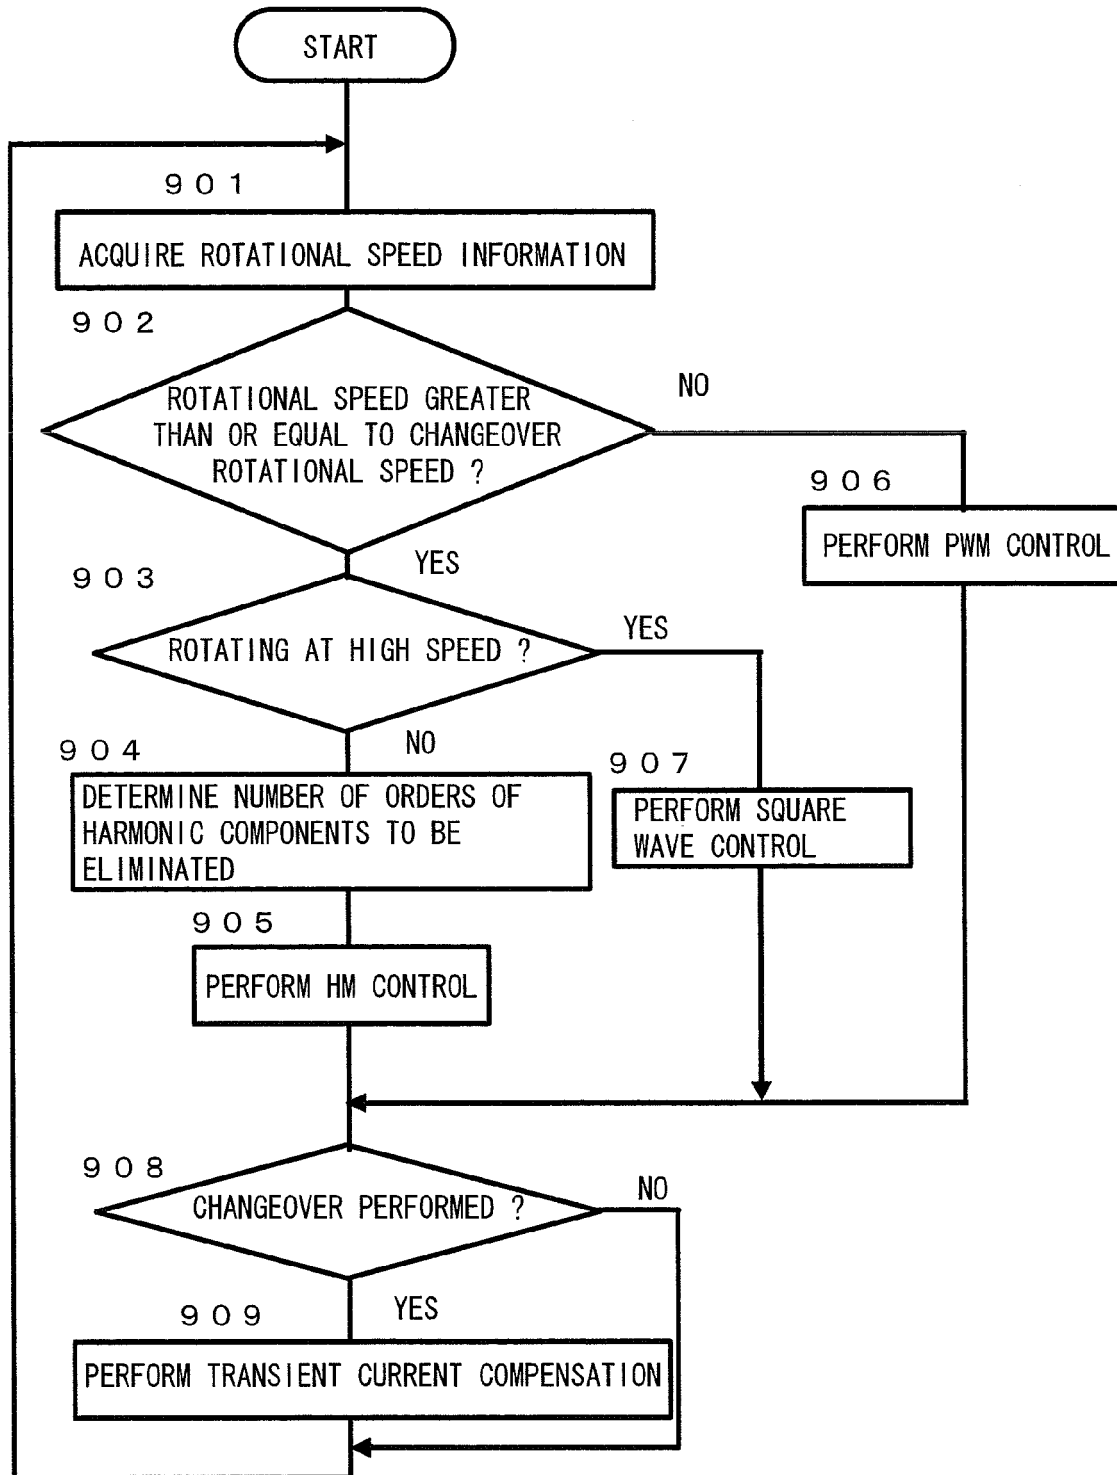 START
901
ACQUIRE ROTATIONAL SPEED INFORMATION
902
ROTATIONAL SPEED GREATER
THAN OR EQUAL TO CHANGEOVER
ROTATIONAL SPEED ?
NO
906
PERFORM PWM CONTROL
YES
903
ROTATING AT HIGH SPEED ?
YES
NO
904
DETERMINE NUMBER OF ORDERS OF
HARMONIC COMPONENTS TO BE
ELIMINATED
907
PERFORM SQUARE
WAVE CONTROL
905
PERFORM HM CONTROL
908
CHANGEOVER PERFORMED ?
NO
YES
909
PERFORM TRANSIENT CURRENT COMPENSATION